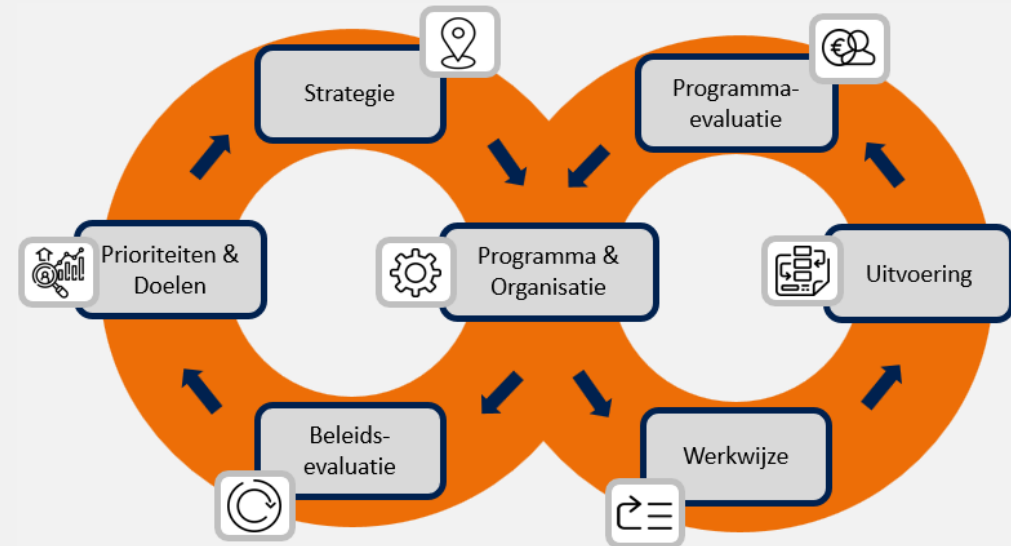 Strategie
Programma-
evaluatie
Prioriteiten &
Doelen
Programma &
Organisatie
Uitvoering
Beleids-
evaluatie
Werkwijze